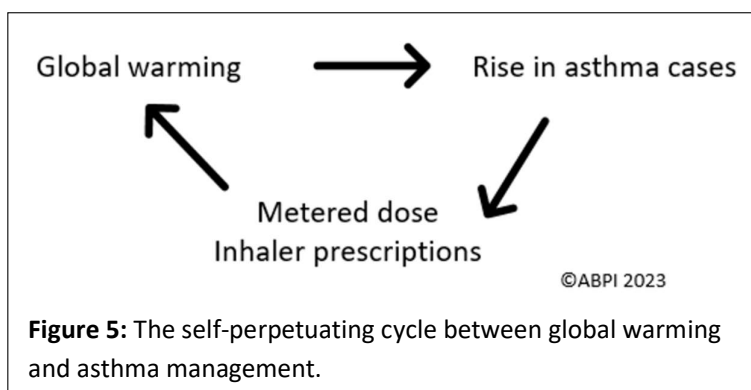 Global warming
Rise in asthma cases
Metered dose
Inhaler prescriptions
©ABPI 2023
Figure 5: The self-perpetuating cycle between global warming
and asthma management.